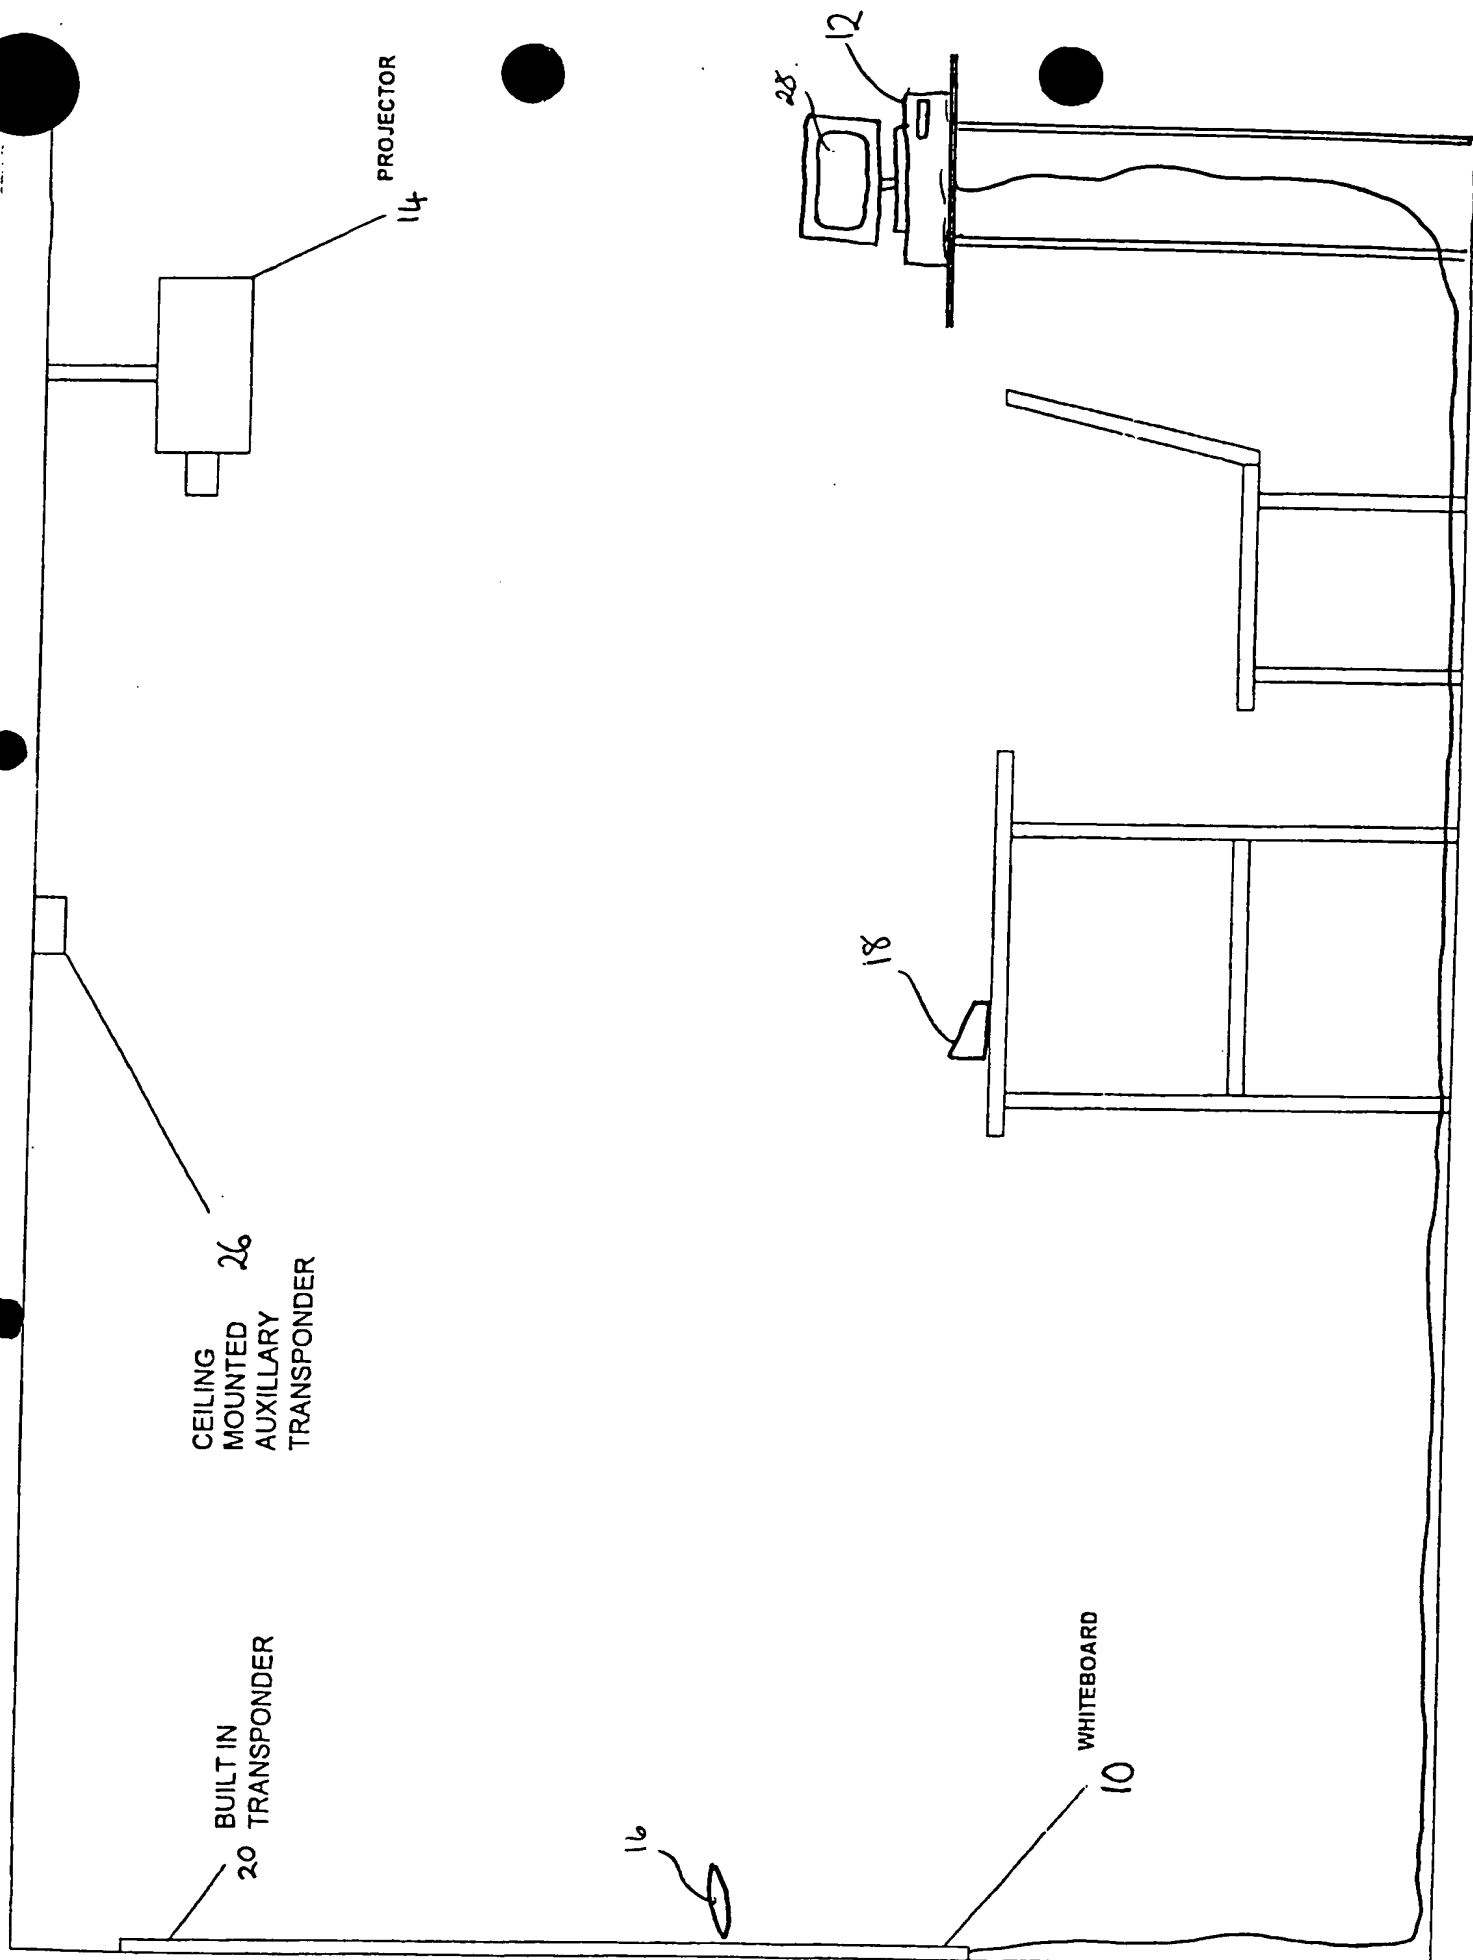 PROJECTOR
14
28
12
CEILING
MOUNTED 26
AUXILLARY
TRANSPONDER
18
20 BUILT IN
TRANSPONDER
16
WHITEBOARD
10